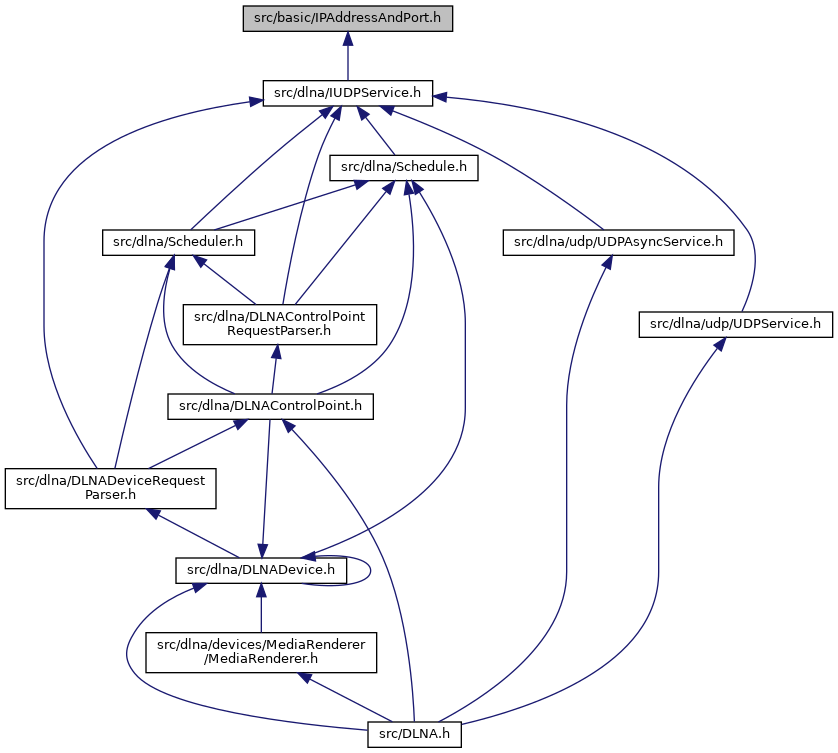 src/basic/IPAddressAndPort.h
src/dlna/IUDPService.h
src/dlna/Schedule.h
src/dlna/Scheduler.h
src/dlna/udp/UDPAsyncService.h
src/dlna/DLNAControlPoint
RequestParser.h
src/dlna/udp/UDPService.h
src/dlna/DLNAControlPoint.h
src/dlna/DLNADeviceRequest
Parser.h
src/dlna/DLNADevice.h
src/dlna/devices/MediaRenderer
/MediaRenderer.h
src/DLNA.h